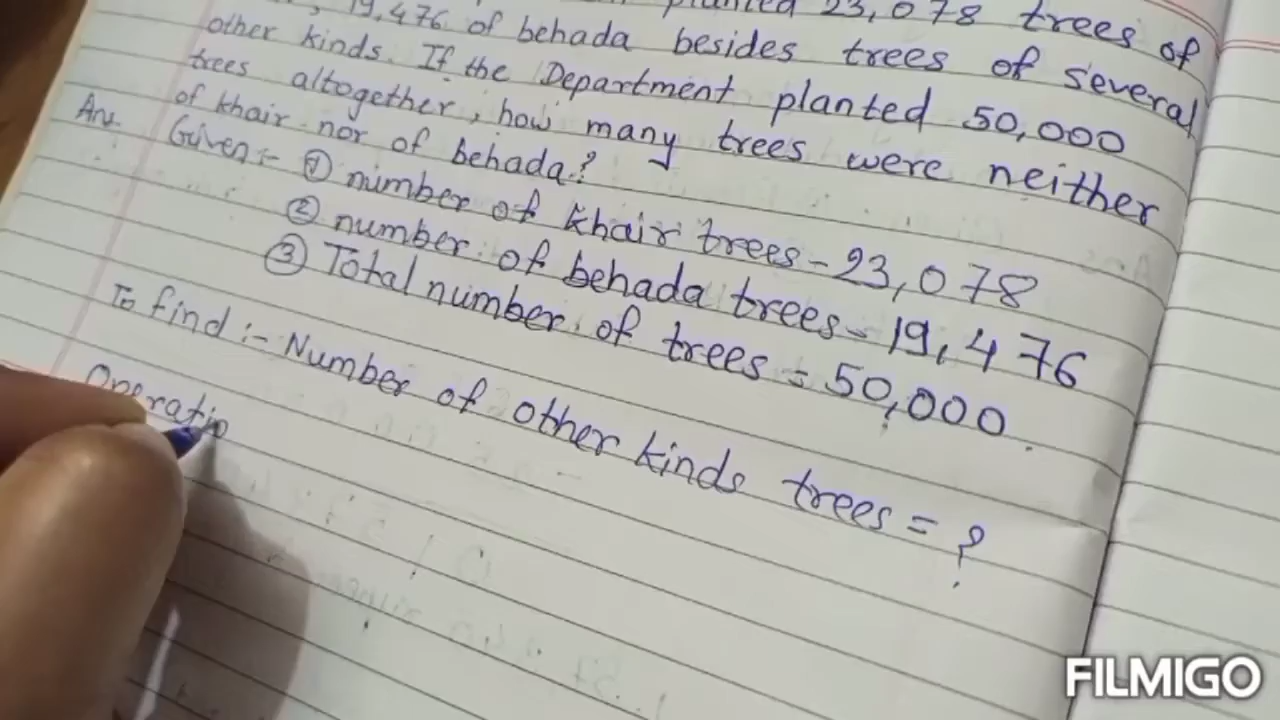 planted 23,078 trees of
19,476 of behada besides trees of several
other kinds. If the Department planted 50,000
trees altogether, how many trees were neither
of khair nor of behada?
Ans. Given :- ① number of khair trees - 23,078
② number of behada trees - 19,476
③ Total number of trees = 50,000.
To find :- Number of other kinds trees = ?
Operatio
FILMIGO